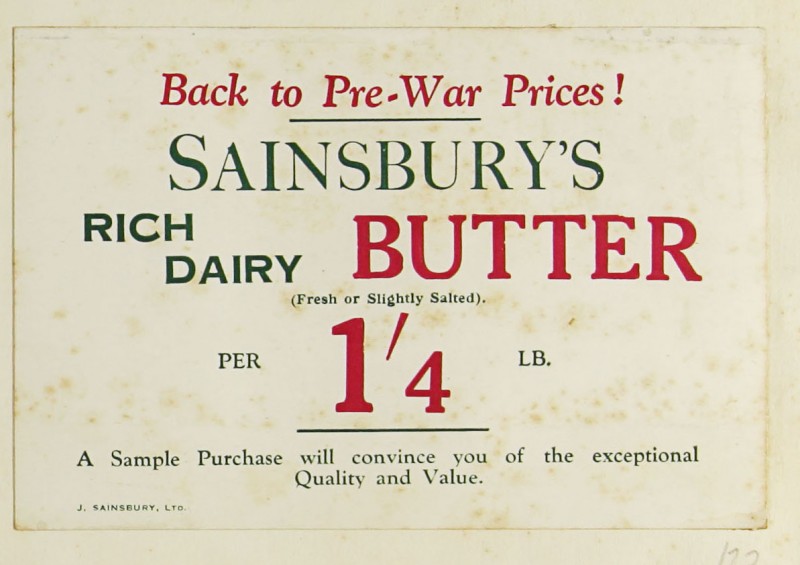 Back to Pre-War Prices!
SAINSBURY'S
RICH DAIRY BUTTER
(Fresh or Slightly Salted).
PER 1/4 LB.
A Sample Purchase will convince you of the exceptional
Quality and Value.
J. SAINSBURY, LTD.